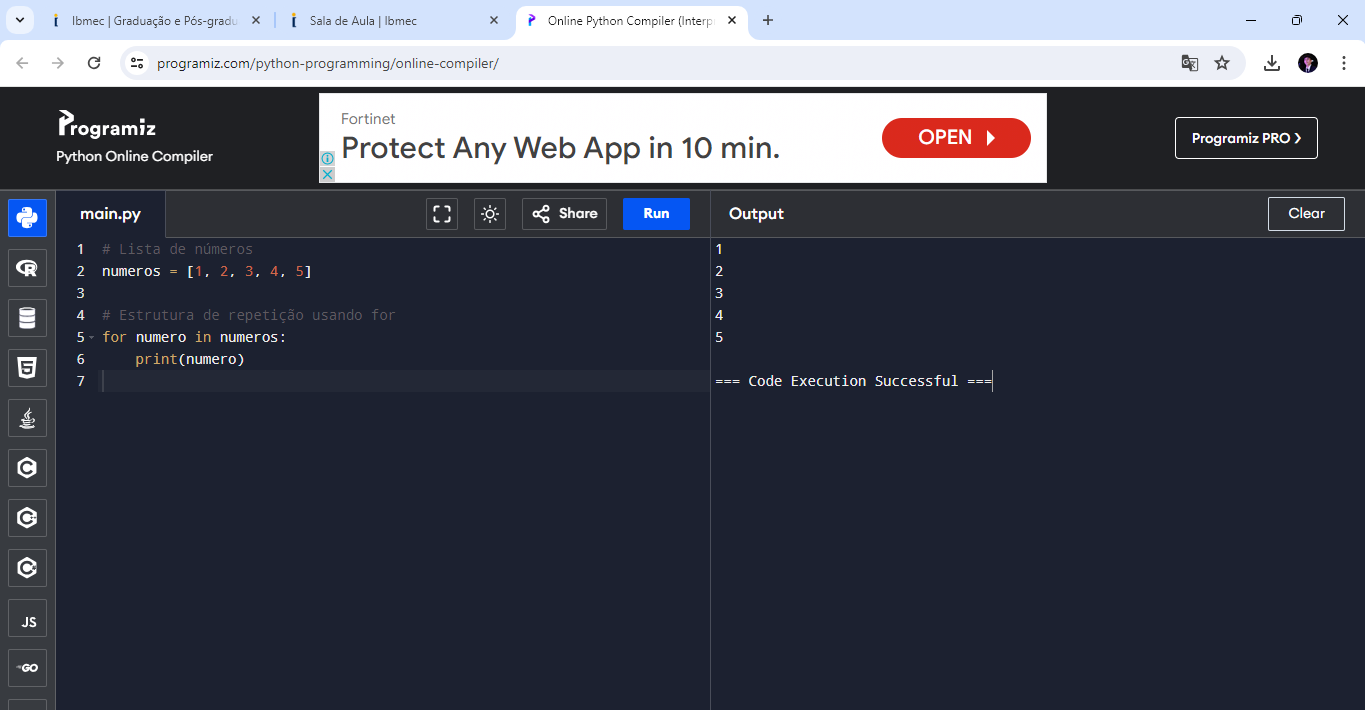 Ibmec | Graduação e Pós-gradu
Sala de Aula | Ibmec
Online Python Compiler (Interp
programiz.com/python-programming/online-compiler/
Programiz
Python Online Compiler
Fortinet
Protect Any Web App in 10 min.
OPEN
Programiz PRO
main.py
Share
Run
Output
Clear
1 # Lista de números
2 numeros = [1, 2, 3, 4, 5]
3
4 # Estrutura de repetição usando for
5 for numero in numeros:
6     print(numero)
7
1
2
3
4
5
=== Code Execution Successful ===
JS
GO